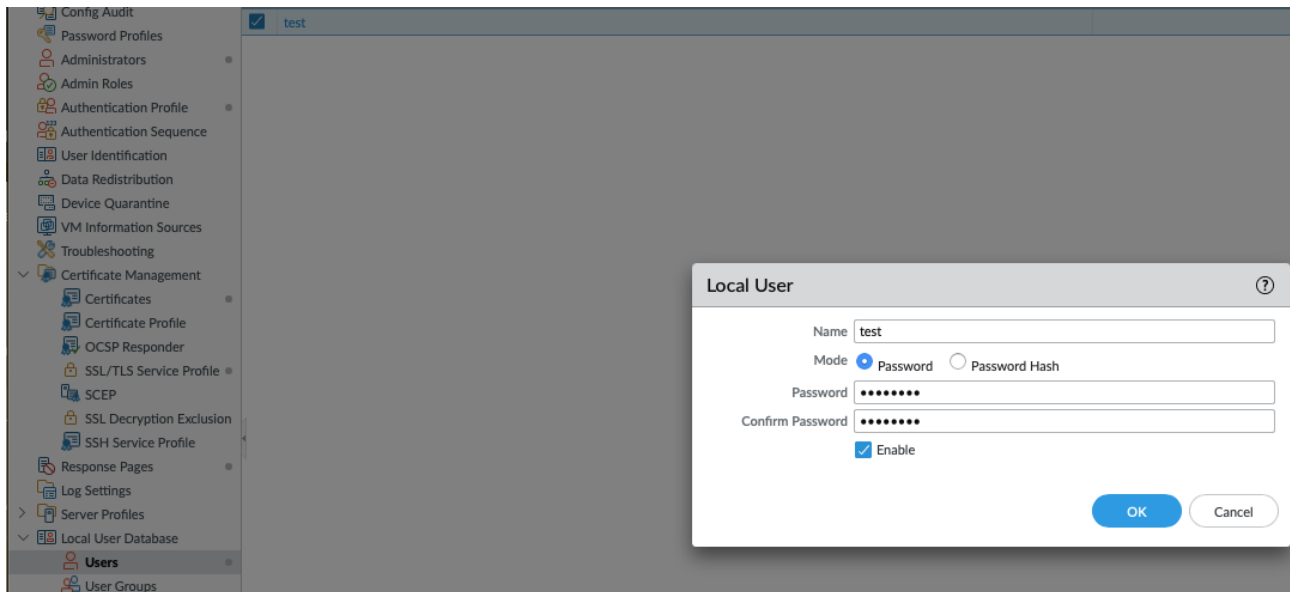 Config Audit
test
Password Profiles
Administrators
Admin Roles
Authentication Profile
Authentication Sequence
User Identification
Data Redistribution
Device Quarantine
VM Information Sources
Troubleshooting
Certificate Management
Certificates
Certificate Profile
OCSP Responder
SSL/TLS Service Profile
SCEP
SSL Decryption Exclusion
SSH Service Profile
Response Pages
Log Settings
Server Profiles
Local User Database
Users
User Groups
Local User
?
Name test
Mode Password Password Hash
Password ••••••••
Confirm Password ••••••••
Enable
OK Cancel